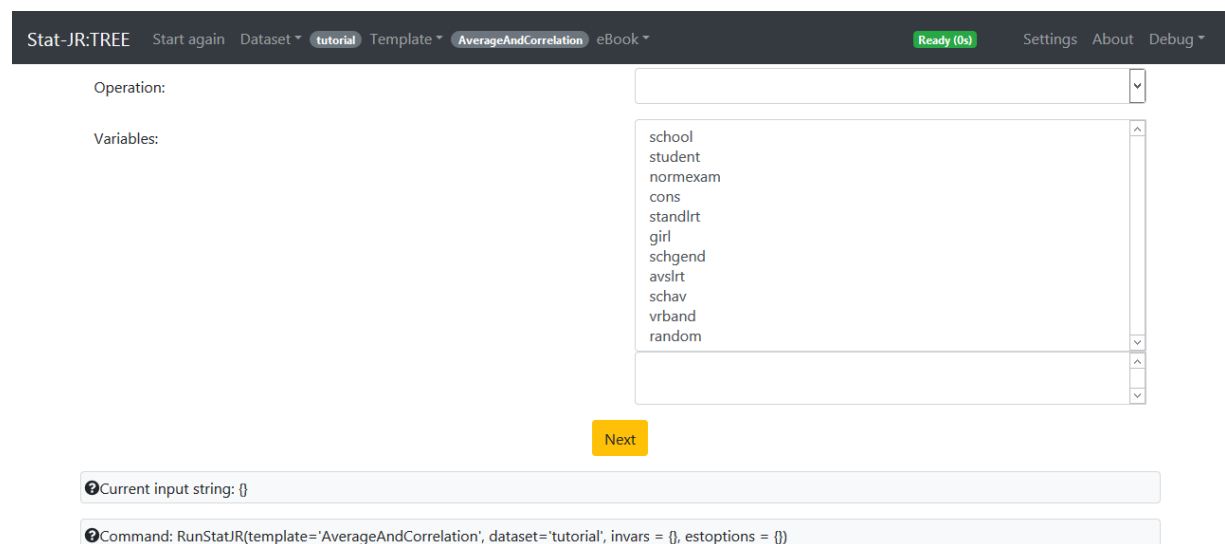 Stat-JR:TREE Start again Dataset tutorial Template AverageAndCorrelation eBook Ready (0s) Settings About Debug
Operation:
Variables:
school
student
normexam
cons
standlrt
girl
schgend
avslrt
schav
vrband
random
Next
Current input string: {}
Command: RunStatJR(template='AverageAndCorrelation', dataset='tutorial', invars = {}, estoptions = {})